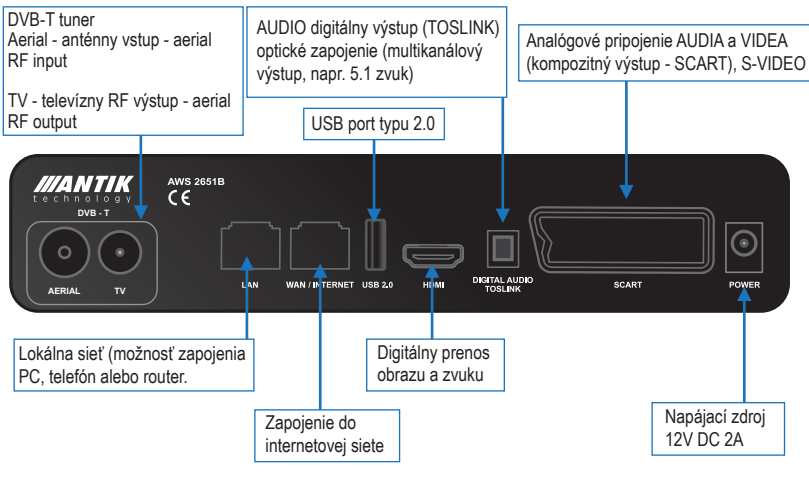 DVB-T tuner
Aerial - anténny vstup - aerial
RF input
TV - televízny RF výstup - aerial
RF output
AUDIO digitálny výstup (TOSLINK)
optické zapojenie (multikanálový
výstup, napr. 5.1 zvuk)
Analógové pripojenie AUDIA a VIDEA
(kompozitný výstup - SCART), S-VIDEO
USB port typu 2.0
ANTIK
technology
AWS 2651B
CE
DVB - T
AERIAL
TV
LAN
WAN / INTERNET
USB 2.0
HDMI
DIGITAL AUDIO
TOSLINK
SCART
POWER
Lokálna sieť (možnosť zapojenia
PC, telefón alebo router.
Digitálny prenos
obrazu a zvuku
Zapojenie do
internetovej siete
Napájací zdroj
12V DC 2A